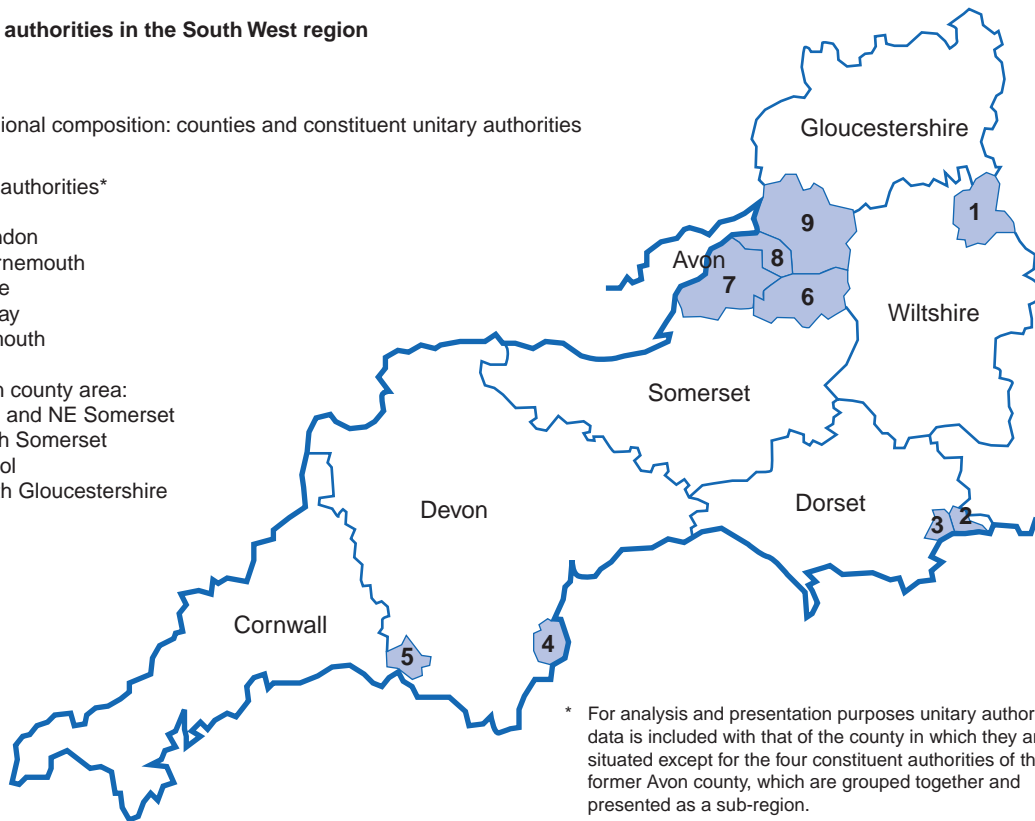 authorities in the South West region
ional composition: counties and constituent unitary authorities
authorities*
ndon
rnemouth
e
ay
nouth
n county area:
and NE Somerset
h Somerset
ol
h Gloucestershire
Gloucestershire
1
9
Avon
8
7
6
Wiltshire
Somerset
Devon
Dorset
3
2
Cornwall
5
4
* For analysis and presentation purposes unitary author
data is included with that of the county in which they ar
situated except for the four constituent authorities of th
former Avon county, which are grouped together and
presented as a sub-region.